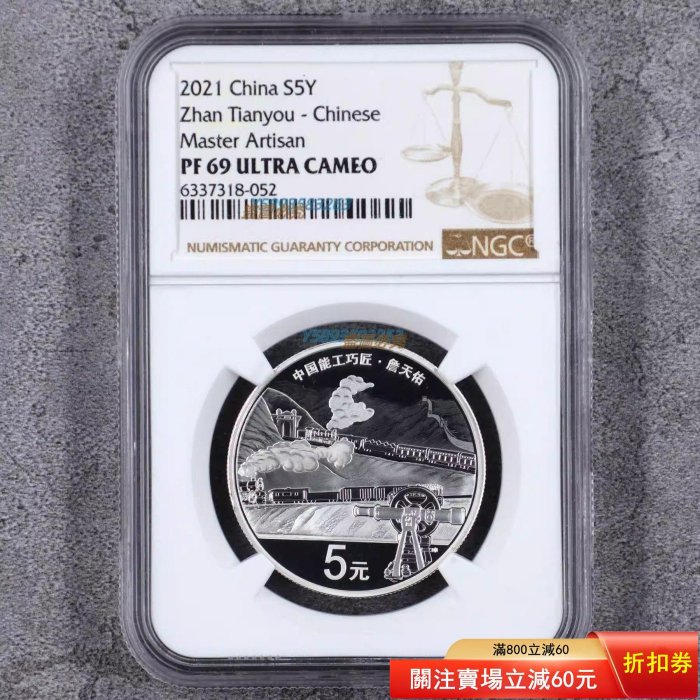 2021 China S5Y
Zhan Tianyou - Chinese
Master Artisan
PF 69 ULTRA CAMEO
6337318-052
NUMISMATIC GUARANTY CORPORATION
NGC®
中国能工巧匠·詹天佑
5元
滿800立減60
關注賣場立減60元
折扣券